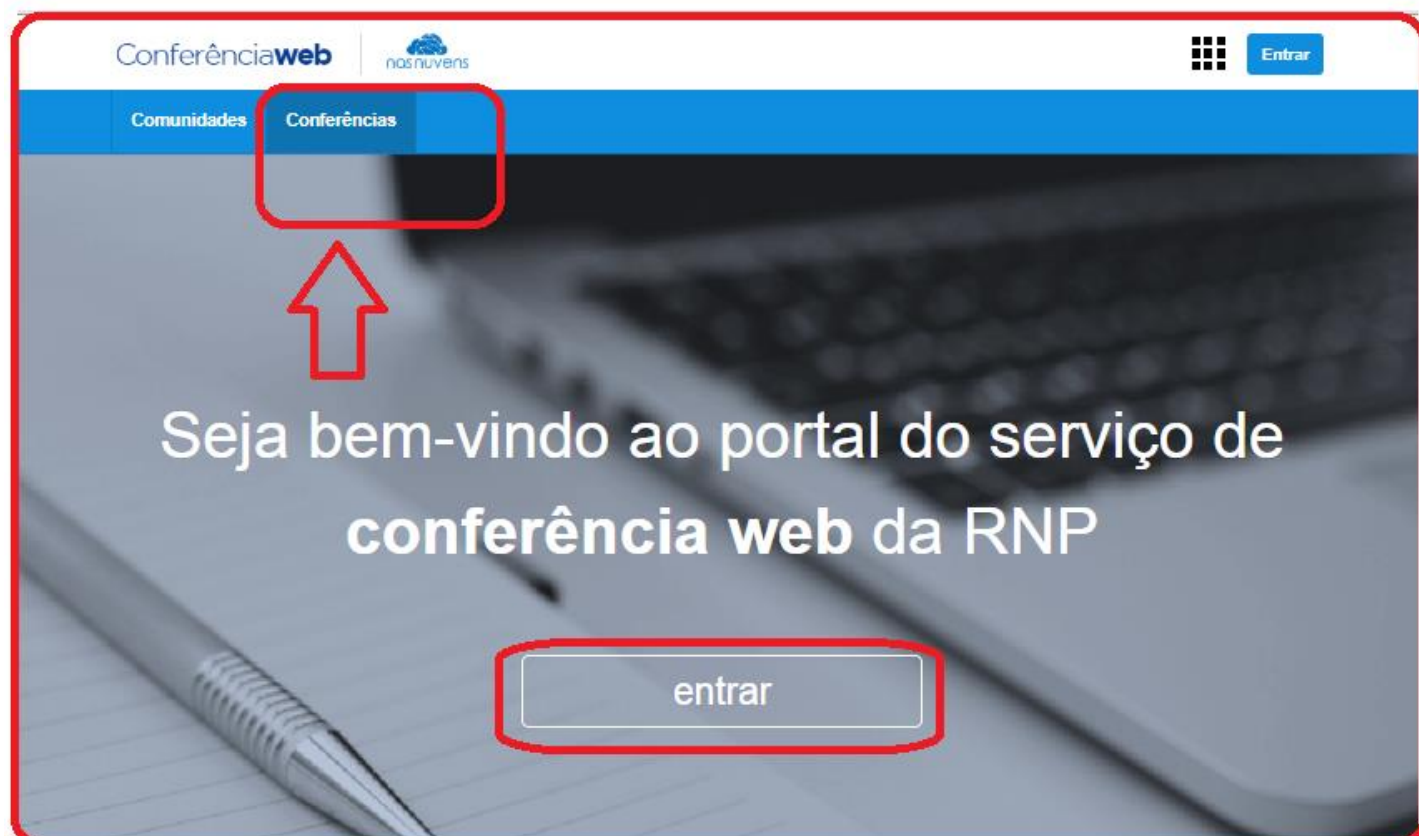 Conferênciaweb
nas nuvens
Entrar
Comunidades
Conferências
Seja bem-vindo ao portal do serviço de
conferência web da RNP
entrar